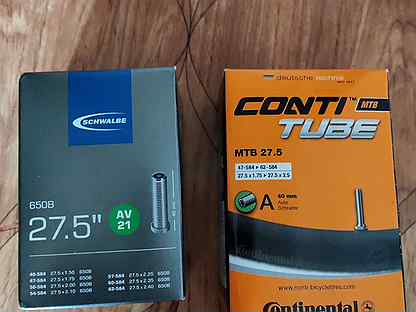 SCHWALBE
650B
27.5"
AV
21
40 mm
40-584 27.5 x 1.50 650B
47-584 27.5 x 1.75 650B
50-584 27.5 x 2.00 650B
54-584 27.5 x 2.10 650B
57-584 27.5 x 2.25 650B
60-584 27.5 x 2.35 650B
62-584 27.5 x 2.40 650B
deutsche
CONTI™ MTB
TUBE
MTB 27.5
47-584 > 62-584
27.5 x 1.75 > 27.5 x 2.5
A
40 mm
Auto
Schrader
Continental
www.conti-bicycletires.com
Continental